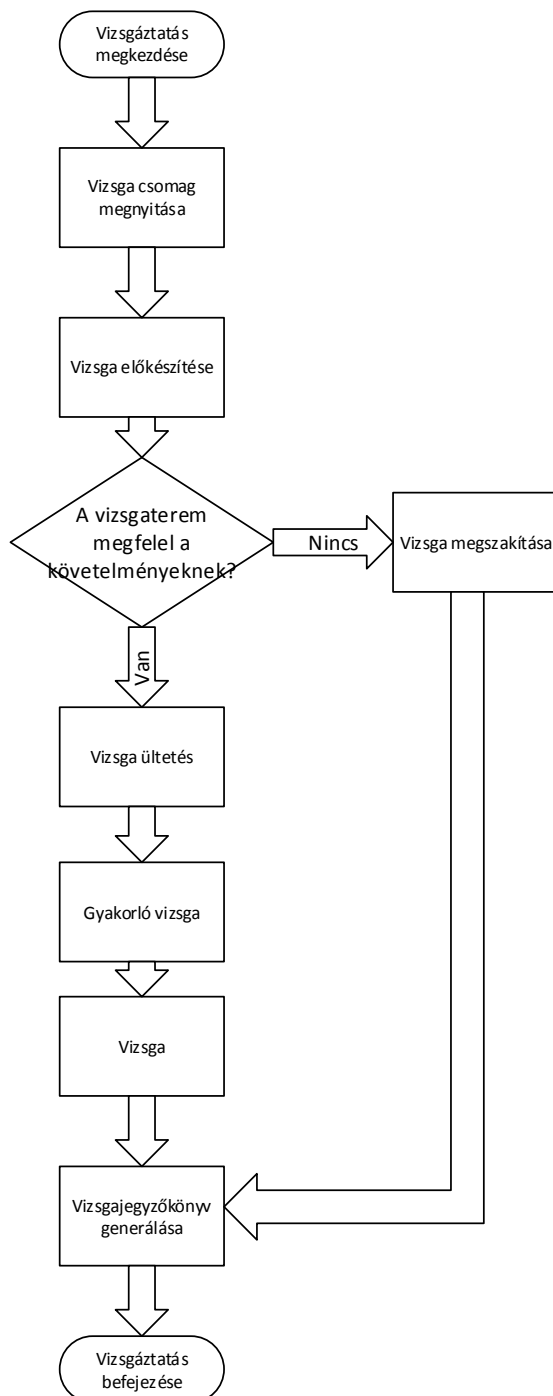 Vizsgáztatás
megkezdése
Vizsga csomag
megnyitása
Vizsga előkészítése
A vizsgaterem
megfelel a
követelményeknek?
Nincs
Vizsga megszakítása
Van
Vizsga ültetés
Gyakorló vizsga
Vizsga
Vizsgajegyzőkönyv
generálása
Vizsgáztatás
befejezése